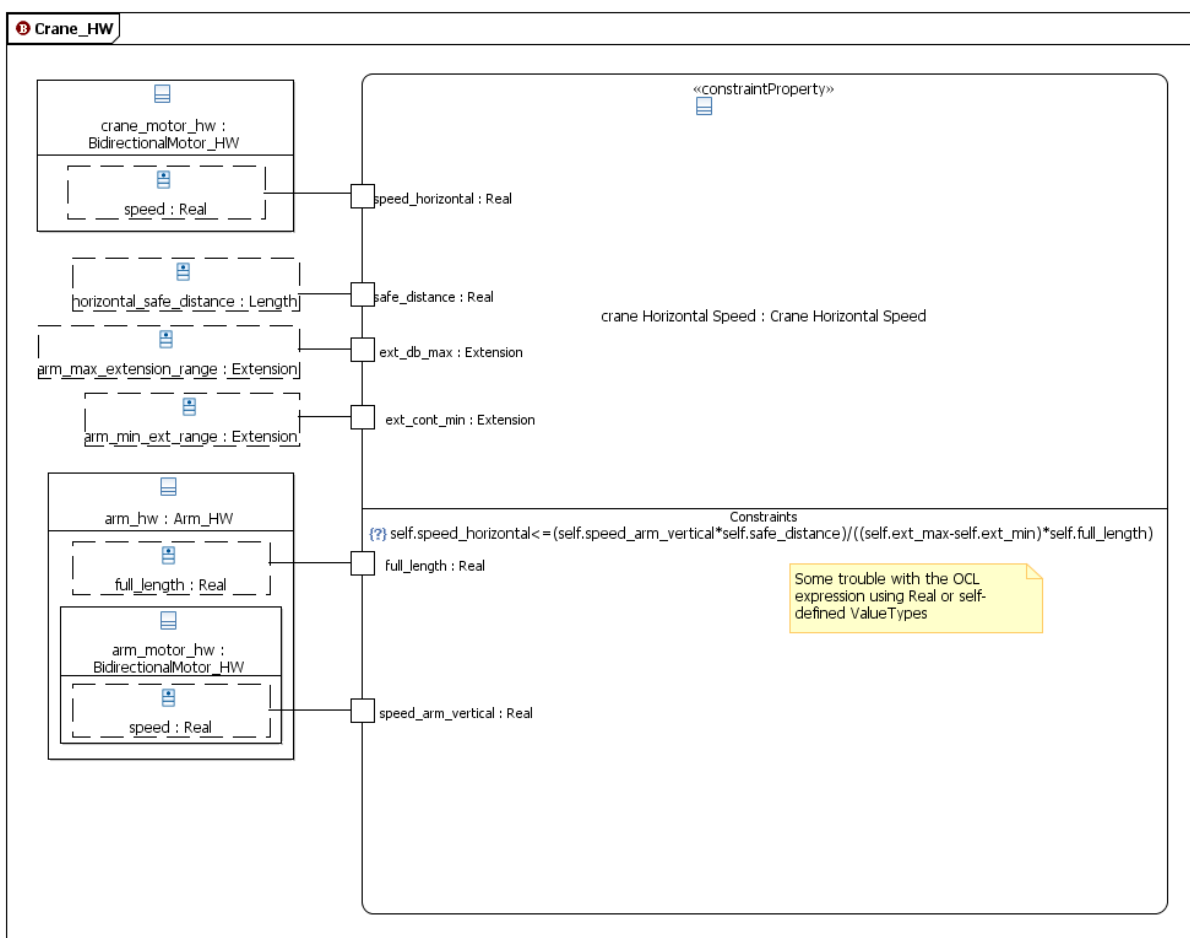 Crane_HW
«constraintProperty»
crane_motor_hw :
BidirectionalMotor_HW
speed : Real
speed_horizontal : Real
horizontal_safe_distance : Length
safe_distance : Real
crane Horizontal Speed : Crane Horizontal Speed
arm_max_extension_range : Extension
ext_db_max : Extension
arm_min_ext_range : Extension
ext_cont_min : Extension
arm_hw : Arm_HW
Constraints
{?} self.speed_horizontal<=(self.speed_arm_vertical*self.safe_distance)/((self.ext_max-self.ext_min)*self.full_length)
full_length : Real
full_length : Real
Some trouble with the OCL
expression using Real or self-
defined ValueTypes
arm_motor_hw :
BidirectionalMotor_HW
speed : Real
speed_arm_vertical : Real